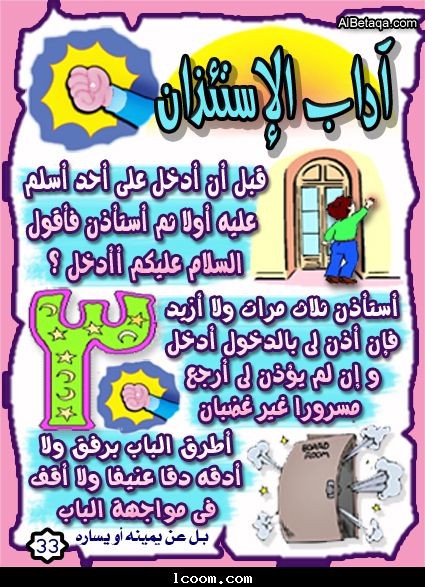 AlBetaqa.com
آداب الإستئذان
قبل أن أدخل على أحد أسلم
عليه أولا ثم أستأذن فأقول
السلام عليكم أأدخل ؟
أستأذن ثلاث مرات ولا أزيد
فإن أذن لى بالدخول أدخل
و إن لم يؤذن لى أرجع
مسرورا غير غضبان
٣
أطرق الباب برفق ولا
أدقه دقا عنيفا ولا أقف
فى مواجهة الباب
بل عن يمينه أو يساره
BOARD
ROOM
33
1coom.com